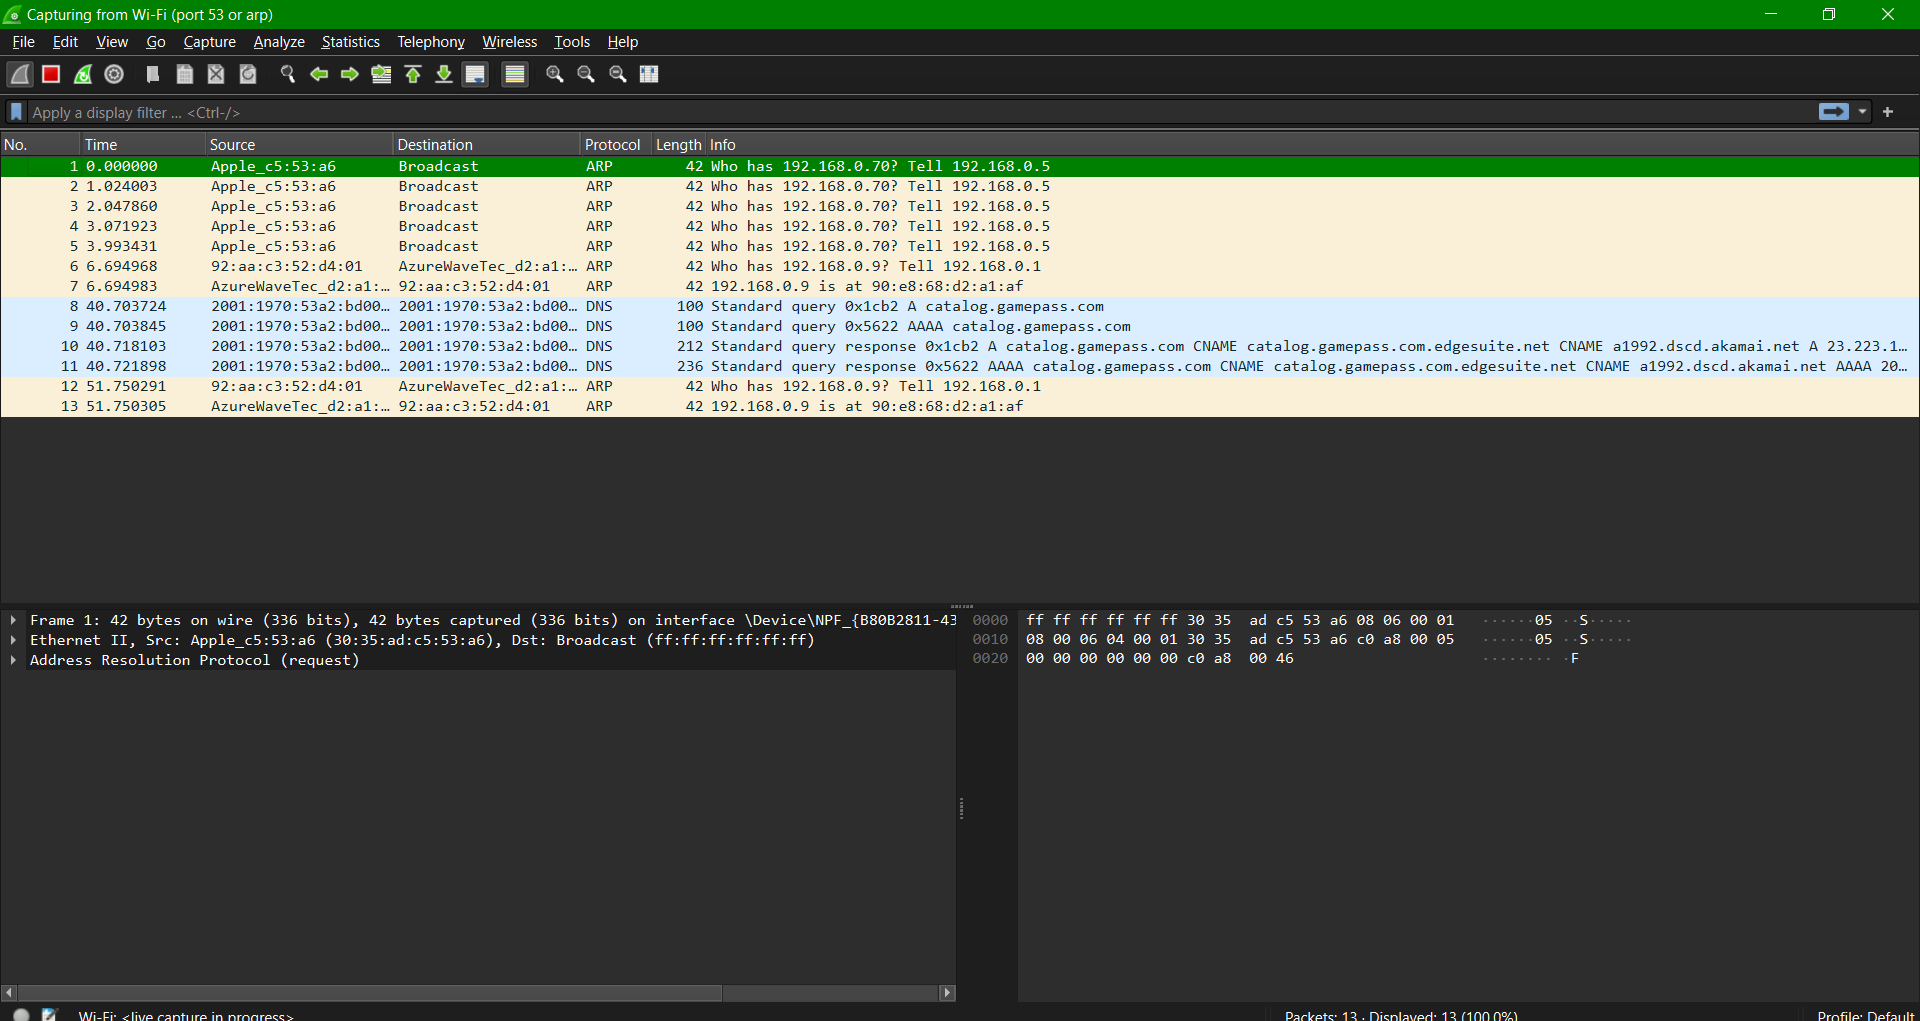 Capturing from Wi-Fi (port 53 or arp)
File Edit View Go Capture Analyze Statistics Telephony Wireless Tools Help
Apply a display filter ... <Ctrl-/>
No. Time Source Destination Protocol Length Info
1 0.000000 Apple_c5:53:a6 Broadcast ARP 42 Who has 192.168.0.70? Tell 192.168.0.5
2 1.024003 Apple_c5:53:a6 Broadcast ARP 42 Who has 192.168.0.70? Tell 192.168.0.5
3 2.047860 Apple_c5:53:a6 Broadcast ARP 42 Who has 192.168.0.70? Tell 192.168.0.5
4 3.071923 Apple_c5:53:a6 Broadcast ARP 42 Who has 192.168.0.70? Tell 192.168.0.5
5 3.993431 Apple_c5:53:a6 Broadcast ARP 42 Who has 192.168.0.70? Tell 192.168.0.5
6 6.694968 92:aa:c3:52:d4:01 AzureWaveTec_d2:a1:… ARP 42 Who has 192.168.0.9? Tell 192.168.0.1
7 6.694983 AzureWaveTec_d2:a1:… 92:aa:c3:52:d4:01 ARP 42 192.168.0.9 is at 90:e8:68:d2:a1:af
8 40.703724 2001:1970:53a2:bd00… 2001:1970:53a2:bd00… DNS 100 Standard query 0x1cb2 A catalog.gamepass.com
9 40.703845 2001:1970:53a2:bd00… 2001:1970:53a2:bd00… DNS 100 Standard query 0x5622 AAAA catalog.gamepass.com
10 40.718103 2001:1970:53a2:bd00… 2001:1970:53a2:bd00… DNS 212 Standard query response 0x1cb2 A catalog.gamepass.com CNAME catalog.gamepass.com.edgesuite.net CNAME a1992.dscd.akamai.net A 23.223.1…
11 40.721898 2001:1970:53a2:bd00… 2001:1970:53a2:bd00… DNS 236 Standard query response 0x5622 AAAA catalog.gamepass.com CNAME catalog.gamepass.com.edgesuite.net CNAME a1992.dscd.akamai.net AAAA 20…
12 51.750291 92:aa:c3:52:d4:01 AzureWaveTec_d2:a1:… ARP 42 Who has 192.168.0.9? Tell 192.168.0.1
13 51.750305 AzureWaveTec_d2:a1:… 92:aa:c3:52:d4:01 ARP 42 192.168.0.9 is at 90:e8:68:d2:a1:af
Frame 1: 42 bytes on wire (336 bits), 42 bytes captured (336 bits) on interface \Device\NPF_{B80B2811-43
Ethernet II, Src: Apple_c5:53:a6 (30:35:ad:c5:53:a6), Dst: Broadcast (ff:ff:ff:ff:ff:ff)
Address Resolution Protocol (request)
0000 ff ff ff ff ff ff 30 35 ad c5 53 a6 08 06 00 01 ······05 ··S·····
0010 08 00 06 04 00 01 30 35 ad c5 53 a6 c0 a8 00 05 ······05 ··S·····
0020 00 00 00 00 00 00 c0 a8 00 46 ········ ·F
Wi-Fi: <live capture in progress>
Packets: 13 · Displayed: 13 (100.0%)
Profile: Default